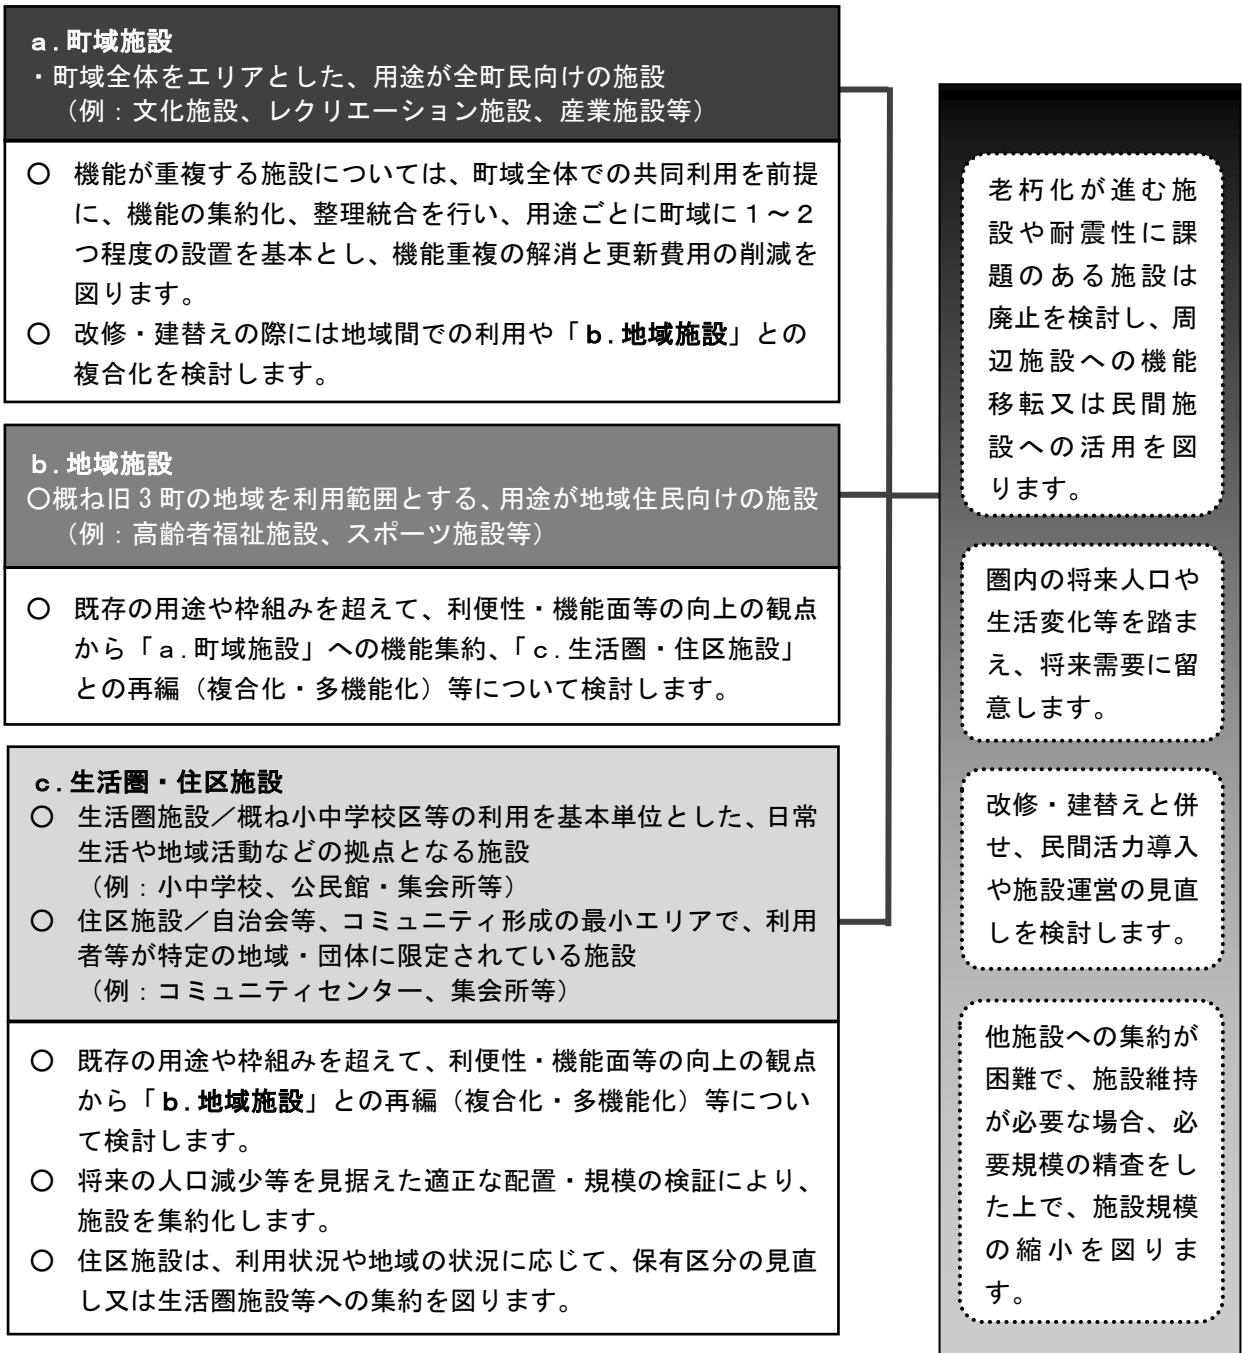 a.町域施設
・町域全体をエリアとした、用途が全町民向けの施設
（例：文化施設、レクリエーション施設、産業施設等）
〇 機能が重複する施設については、町域全体での共同利用を前提
に、機能の集約化、整理統合を行い、用途ごとに町域に１～２
つ程度の設置を基本とし、機能重複の解消と更新費用の削減を
図ります。
〇 改修・建替えの際には地域間での利用や「ｂ.地域施設」との
複合化を検討します。
ｂ.地域施設
〇概ね旧３町の地域を利用範囲とする、用途が地域住民向けの施設
（例：高齢者福祉施設、スポーツ施設等）
〇 既存の用途や枠組みを超えて、利便性・機能面等の向上の観点
から「ａ.町域施設」への機能集約、「ｃ.生活圏・住区施設」
との再編（複合化・多機能化）等について検討します。
ｃ.生活圏・住区施設
〇 生活圏施設／概ね小中学校区等の利用を基本単位とした、日常
生活や地域活動などの拠点となる施設
（例：小中学校、公民館・集会所等）
〇 住区施設／自治会等、コミュニティ形成の最小エリアで、利用
者等が特定の地域・団体に限定されている施設
（例：コミュニティセンター、集会所等）
〇 既存の用途や枠組みを超えて、利便性・機能面等の向上の観点
から「ｂ.地域施設」との再編（複合化・多機能化）等につい
て検討します。
〇 将来の人口減少等を見据えた適正な配置・規模の検証により、
施設を集約化します。
〇 住区施設は、利用状況や地域の状況に応じて、保有区分の見直
し又は生活圏施設等への集約を図ります。
老朽化が進む施
設や耐震性に課
題のある施設は
廃止を検討し、周
辺施設への機能
移転又は民間施
設への活用を図
ります。
圏内の将来人口や
生活変化等を踏ま
え、将来需要に留
意します。
改修・建替えと併
せ、民間活力導入
や施設運営の見直
しを検討します。
他施設への集約が
困難で、施設維持
が必要な場合、必
要規模の精査をし
た上で、施設規模
の縮小を図りま
す。